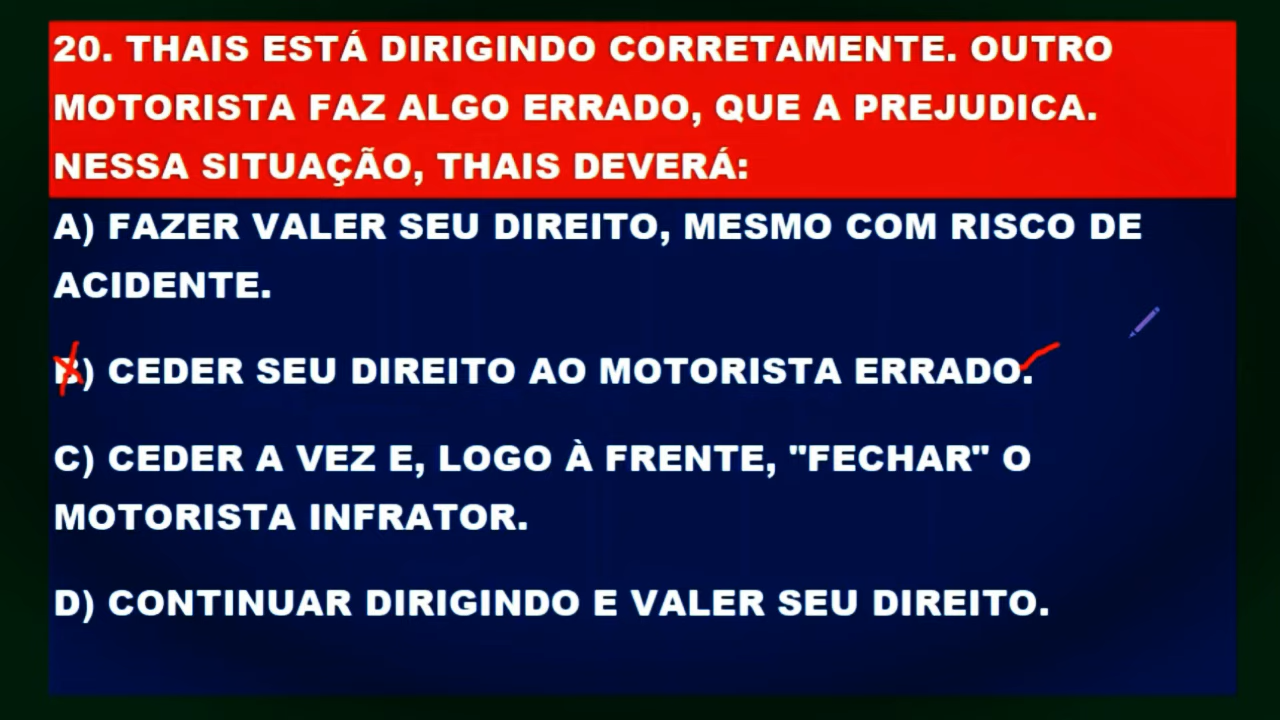 20. THAIS ESTÁ DIRIGINDO CORRETAMENTE. OUTRO
MOTORISTA FAZ ALGO ERRADO, QUE A PREJUDICA.
NESSA SITUAÇÃO, THAIS DEVERÁ:
A) FAZER VALER SEU DIREITO, MESMO COM RISCO DE
ACIDENTE.
B) CEDER SEU DIREITO AO MOTORISTA ERRADO.
C) CEDER A VEZ E, LOGO À FRENTE, "FECHAR" O
MOTORISTA INFRATOR.
D) CONTINUAR DIRIGINDO E VALER SEU DIREITO.